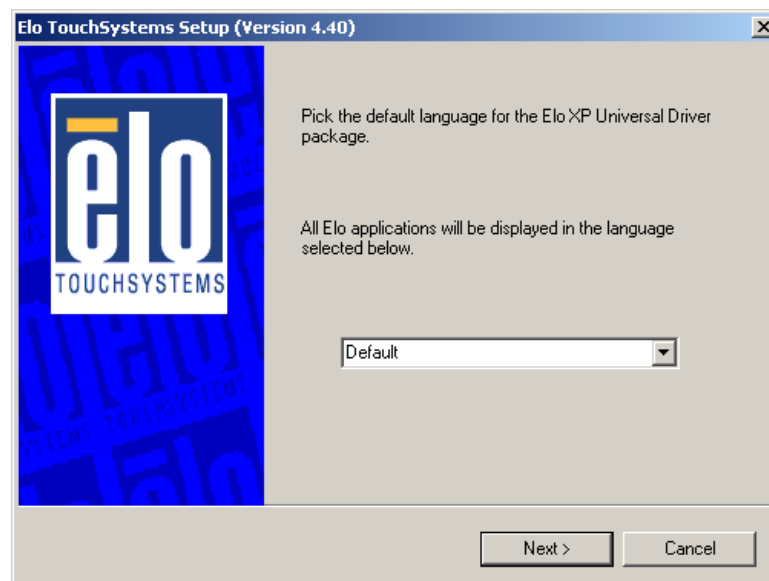 Elo TouchSystems Setup (Version 4.40)
Pick the default language for the Elo XP Universal Driver
package.
All Elo applications will be displayed in the language
selected below.
elo
TOUCHSYSTEMS
Default
Next >
Cancel